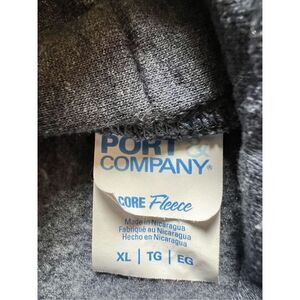 PORT &
COMPANY®
CORE Fleece
Made in Nicaragua
Fabriqué au Nicaragua
Hecho en Nicaragua
XL | TG | EG